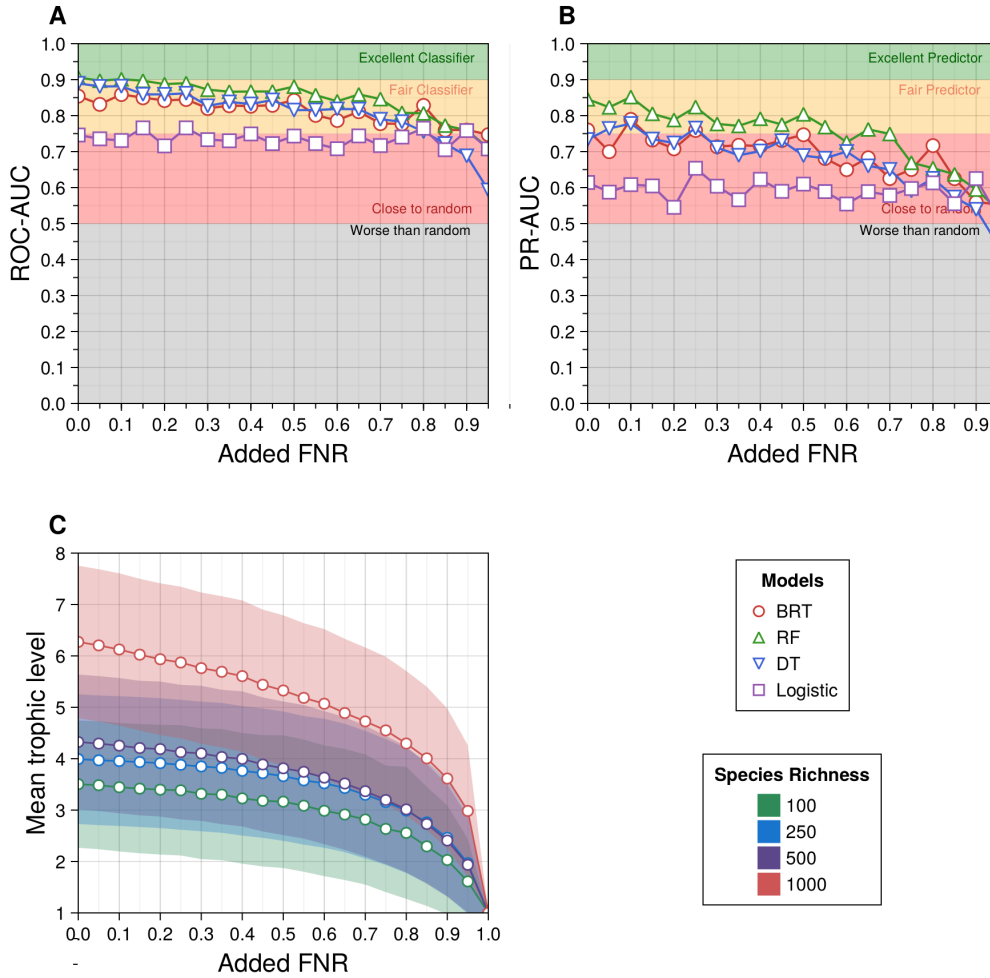 A
ROC-AUC
1.0
0.9
0.8
0.7
0.6
0.5
0.4
0.3
0.2
0.1
0.0
Excellent Classifier
Fair Classifier
Close to random
Worse than random
0.0 0.1 0.2 0.3 0.4 0.5 0.6 0.7 0.8 0.9
Added FNR
B
PR-AUC
1.0
0.9
0.8
0.7
0.6
0.5
0.4
0.3
0.2
0.1
0.0
Excellent Predictor
Fair Predictor
Close to random
Worse than random
0.0 0.1 0.2 0.3 0.4 0.5 0.6 0.7 0.8 0.9
Added FNR
C
Mean trophic level
8
7
6
5
4
3
2
1
0.0 0.1 0.2 0.3 0.4 0.5 0.6 0.7 0.8 0.9 1.0
Added FNR
Models
BRT
RF
DT
Logistic
Species Richness
100
250
500
1000